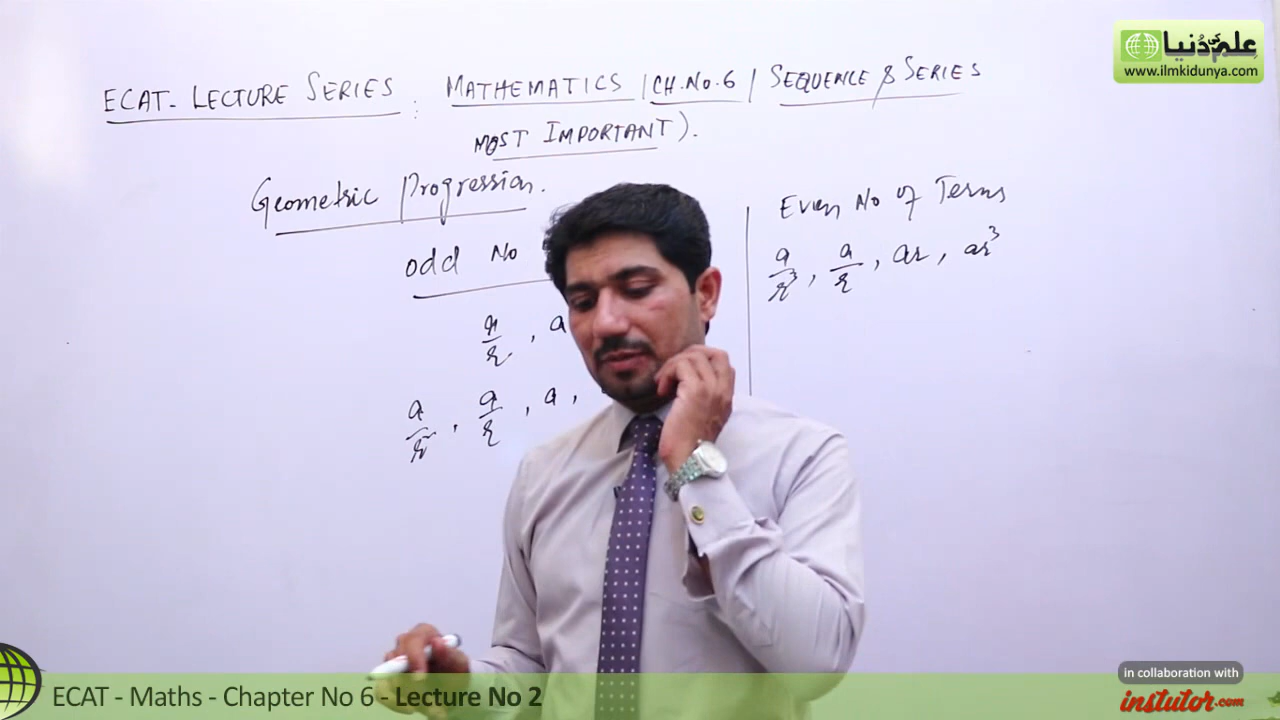 علم کی دُنیا
www.ilmkidunya.com
ECAT - LECTURE SERIES : MATHEMATICS / CH.No.6 / SEQUENCE & SERIES
MOST IMPORTANT).
Geometric Progression.
odd No
a/r , a
a/r² , a/r , a ,
Even No of Terms
a/r³ , a/r , ar , ar³
in collaboration with
instutor.com
ECAT - Maths - Chapter No 6 - Lecture No 2